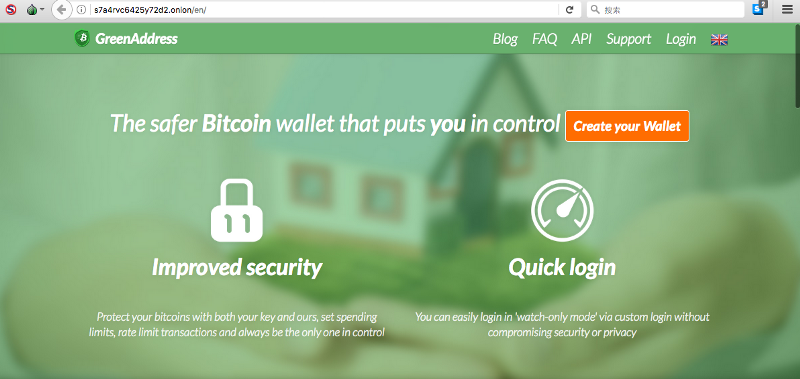 s7a4rvc6425y72d2.onion/en/
搜索
2
GreenAddress
Blog FAQ API Support Login
The safer Bitcoin wallet that puts you in control Create your Wallet
Improved security
Quick login
Protect your bitcoins with both your key and ours, set spending
limits, rate limit transactions and always be the only one in control
You can easily login in 'watch-only mode' via custom login without
compromising security or privacy